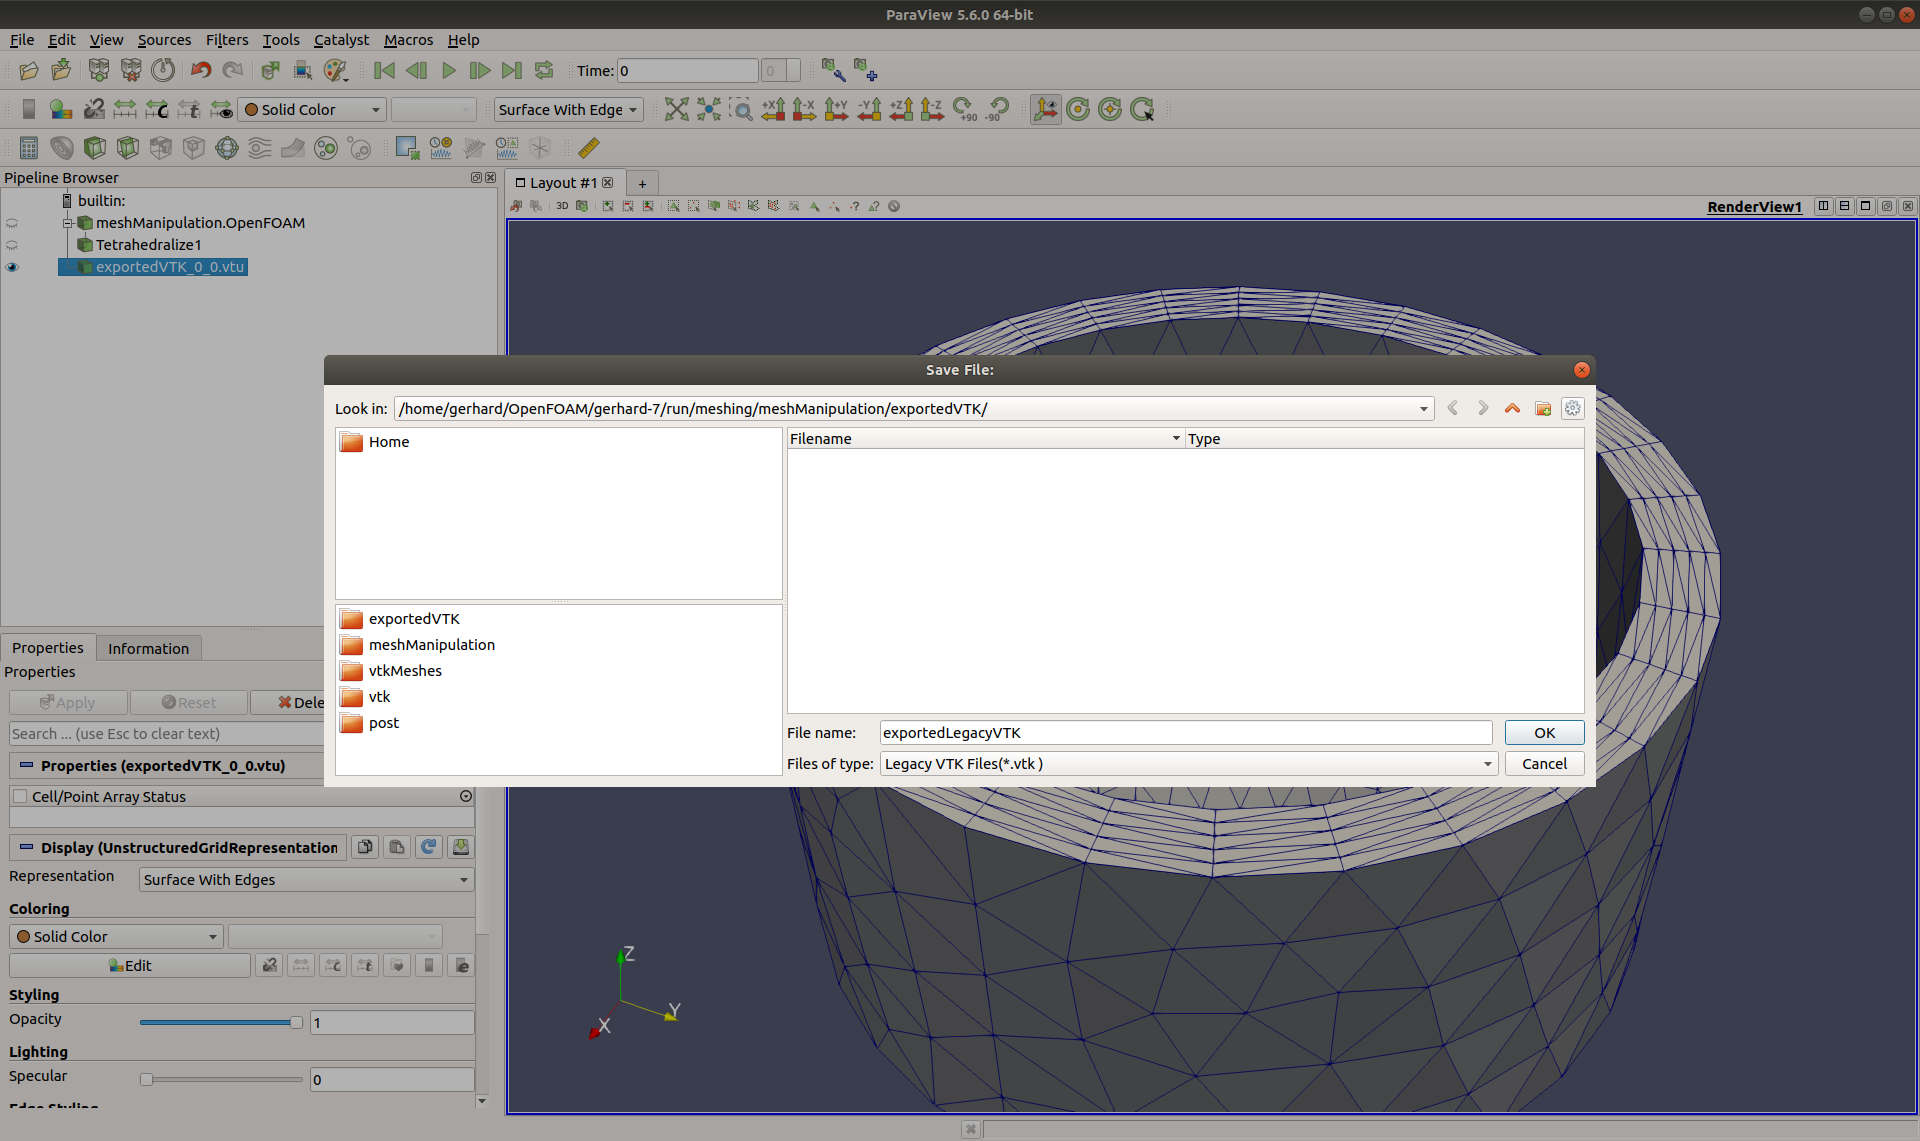 ParaView 5.6.0 64-bit
File Edit View Sources Filters Tools Catalyst Macros Help
Time: 0 0
Solid Color Surface With Edge +X -X +Y -Y +Z -Z +90 -90
Pipeline Browser
builtin:
meshManipulation.OpenFOAM
Tetrahedralize1
exportedVTK_0_0.vtu
Layout #1 +
3D
RenderView1
Save File:
Look in: /home/gerhard/OpenFOAM/gerhard-7/run/meshing/meshManipulation/exportedVTK/
Home
Filename Type
exportedVTK
meshManipulation
vtkMeshes
vtk
post
File name: exportedLegacyVTK OK
Files of type: Legacy VTK Files(*.vtk ) Cancel
Properties Information
Properties
Apply Reset Dele
Search ... (use Esc to clear text)
Properties (exportedVTK_0_0.vtu)
Cell/Point Array Status
Display (UnstructuredGridRepresentation
Representation Surface With Edges
Coloring
Solid Color
Edit
Styling
Opacity 1
Lighting
Specular 0
Edge Styling
Z
Y
X